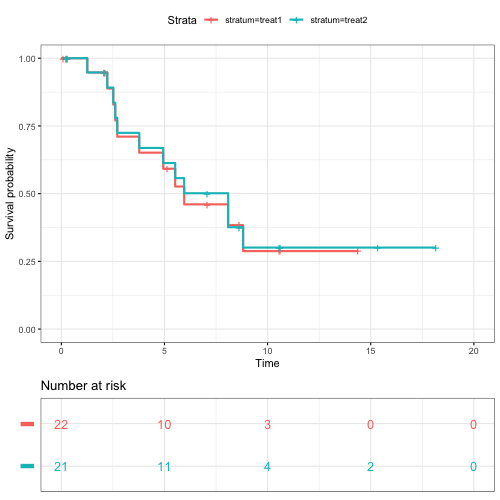 Strata stratum=treat1 stratum=treat2
Survival probability
1.00
0.75
0.50
0.25
0.00
0 5 10 15 20
Time
Number at risk
22 10 3 0 0
21 11 4 2 0